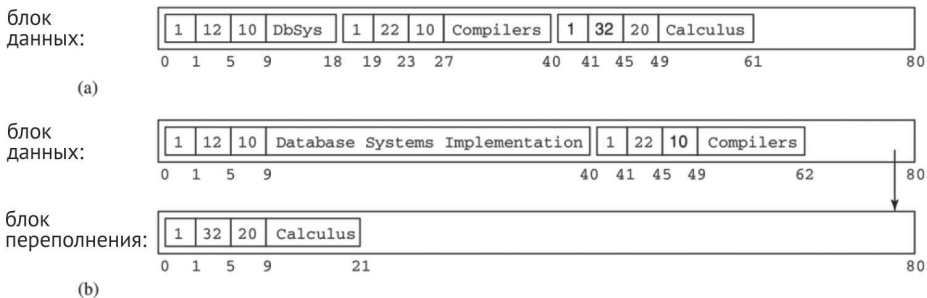 блок
данных:
1 12 10 DbSys 1 22 10 Compilers 1 32 20 Calculus
0 1 5 9 18 19 23 27 40 41 45 49 61 80
(a)
блок
данных:
1 12 10 Database Systems Implementation 1 22 10 Compilers
0 1 5 9 40 41 45 49 62 80
блок
переполнения:
1 32 20 Calculus
0 1 5 9 21 80
(b)